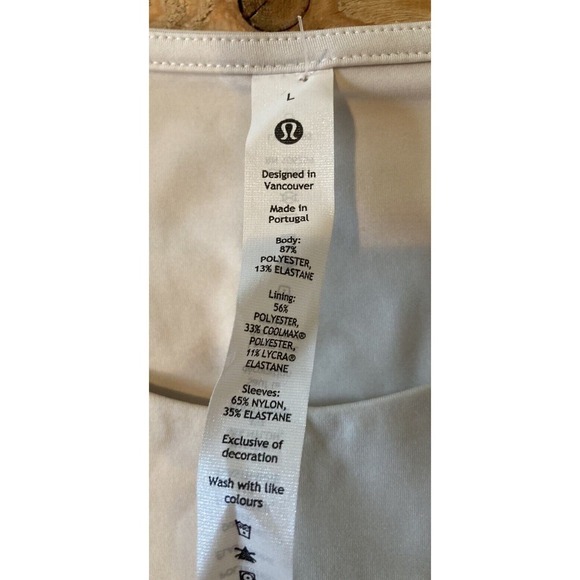 L
Designed in
Vancouver
Made in
Portugal
Body:
87%
POLYESTER,
13% ELASTANE
Lining:
56%
POLYESTER,
33% COOLMAX®
POLYESTER,
11% LYCRA®
ELASTANE
Sleeves:
65% NYLON,
35% ELASTANE
Exclusive of
decoration
Wash with like
colours